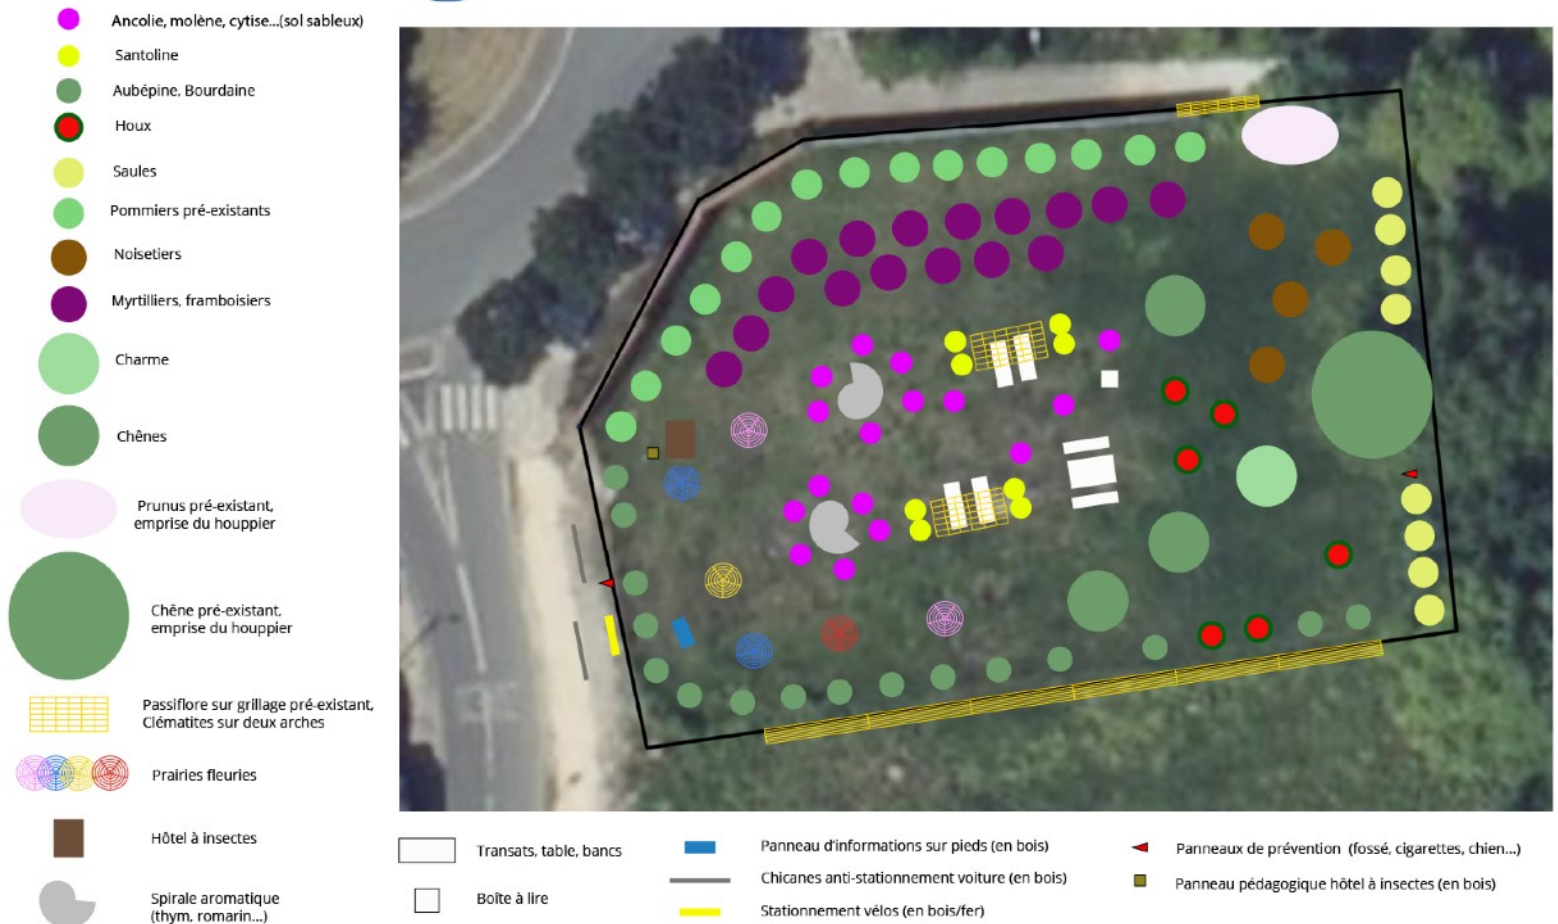 Ancolie, molène, cytise...(sol sableux)
Santoline
Aubépine, Bourdaine
Houx
Saules
Pommiers pré-existants
Noisetiers
Myrtilliers, framboisiers
Charme
Chênes
Prunus pré-existant,
emprise du houppier
Chêne pré-existant,
emprise du houppier
Passiflore sur grillage pré-existant,
Clématites sur deux arches
Prairies fleuries
Hôtel à insectes
Spirale aromatique
(thym, romarin...)
Transats, table, bancs
Boîte à lire
Panneau d'informations sur pieds (en bois)
Chicanes anti-stationnement voiture (en bois)
Stationnement vélos (en bois/fer)
Panneaux de prévention (fossé, cigarettes, chien...)
Panneau pédagogique hôtel à insectes (en bois)